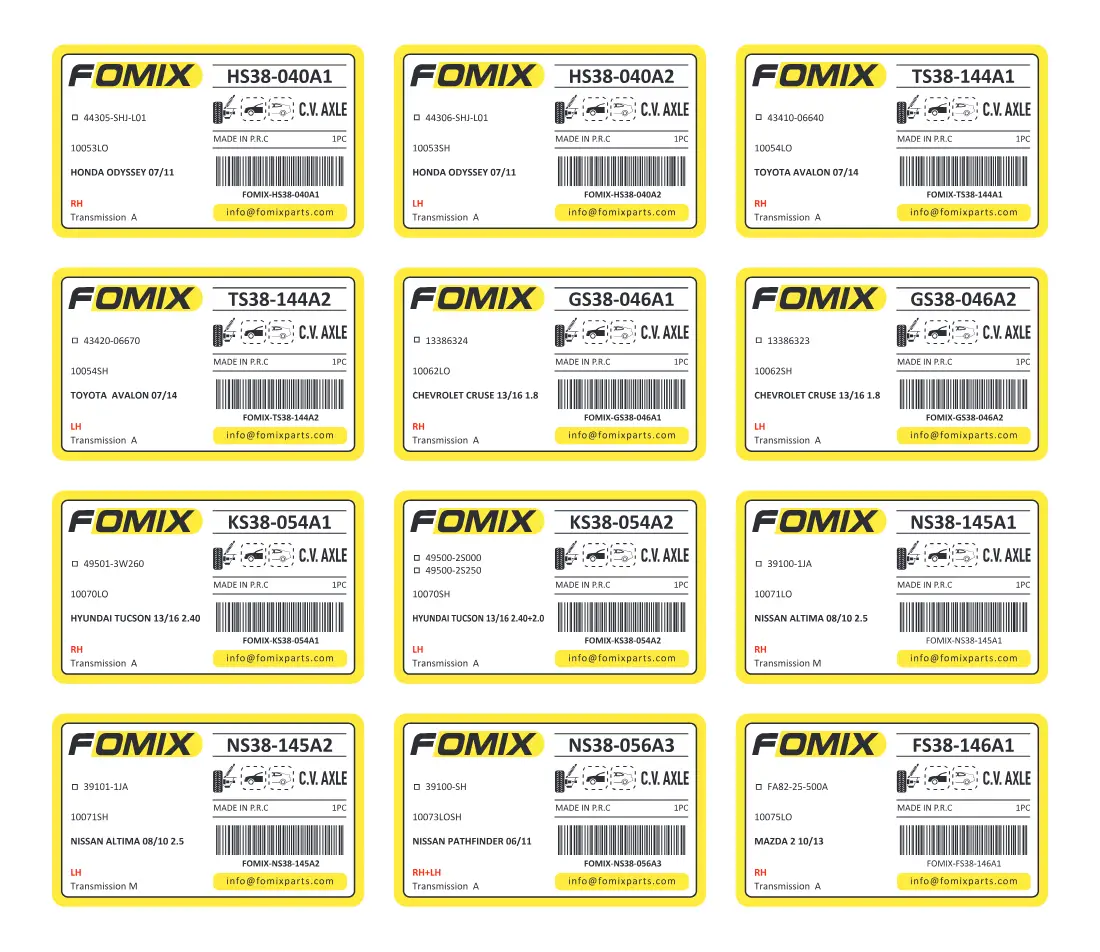 FOMIX
HS38-040A1
44305-SHJ-L01
C.V. AXLE
MADE IN P.R.C 1PC
10053LO
HONDA ODYSSEY 07/11
FOMIX-HS38-040A1
RH
Transmission A
info@fomixparts.com
FOMIX
HS38-040A2
44306-SHJ-L01
C.V. AXLE
MADE IN P.R.C 1PC
10053SH
HONDA ODYSSEY 07/11
FOMIX-HS38-040A2
LH
Transmission A
info@fomixparts.com
FOMIX
TS38-144A1
43410-06640
C.V. AXLE
MADE IN P.R.C 1PC
10054LO
TOYOTA AVALON 07/14
FOMIX-TS38-144A1
RH
Transmission A
info@fomixparts.com
FOMIX
TS38-144A2
43420-06670
C.V. AXLE
MADE IN P.R.C 1PC
10054SH
TOYOTA AVALON 07/14
FOMIX-TS38-144A2
LH
Transmission A
info@fomixparts.com
FOMIX
GS38-046A1
13386324
C.V. AXLE
MADE IN P.R.C 1PC
10062LO
CHEVROLET CRUSE 13/16 1.8
FOMIX-GS38-046A1
RH
Transmission A
info@fomixparts.com
FOMIX
GS38-046A2
13386323
C.V. AXLE
MADE IN P.R.C 1PC
10062SH
CHEVROLET CRUSE 13/16 1.8
FOMIX-GS38-046A2
LH
Transmission A
info@fomixparts.com
FOMIX
KS38-054A1
49501-3W260
C.V. AXLE
MADE IN P.R.C 1PC
10070LO
HYUNDAI TUCSON 13/16 2.40
FOMIX-KS38-054A1
RH
Transmission A
info@fomixparts.com
FOMIX
KS38-054A2
49500-2S000
49500-2S250
C.V. AXLE
MADE IN P.R.C 1PC
10070SH
HYUNDAI TUCSON 13/16 2.40+2.0
FOMIX-KS38-054A2
LH
Transmission A
info@fomixparts.com
FOMIX
NS38-145A1
39100-1JA
C.V. AXLE
MADE IN P.R.C 1PC
10071LO
NISSAN ALTIMA 08/10 2.5
FOMIX-NS38-145A1
RH
Transmission M
info@fomixparts.com
FOMIX
NS38-145A2
39101-1JA
C.V. AXLE
MADE IN P.R.C 1PC
10071SH
NISSAN ALTIMA 08/10 2.5
FOMIX-NS38-145A2
LH
Transmission M
info@fomixparts.com
FOMIX
NS38-056A3
39100-SH
C.V. AXLE
MADE IN P.R.C 1PC
10073LOSH
NISSAN PATHFINDER 06/11
FOMIX-NS38-056A3
RH+LH
Transmission A
info@fomixparts.com
FOMIX
FS38-146A1
FA82-25-500A
C.V. AXLE
MADE IN P.R.C 1PC
10075LO
MAZDA 2 10/13
FOMIX-FS38-146A1
RH
Transmission A
info@fomixparts.com